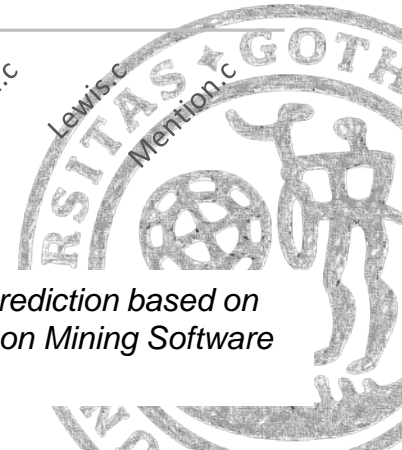 .c
Lewis.c
Mention.c
RSITAS ★ GOTH
rediction based on
on Mining Software